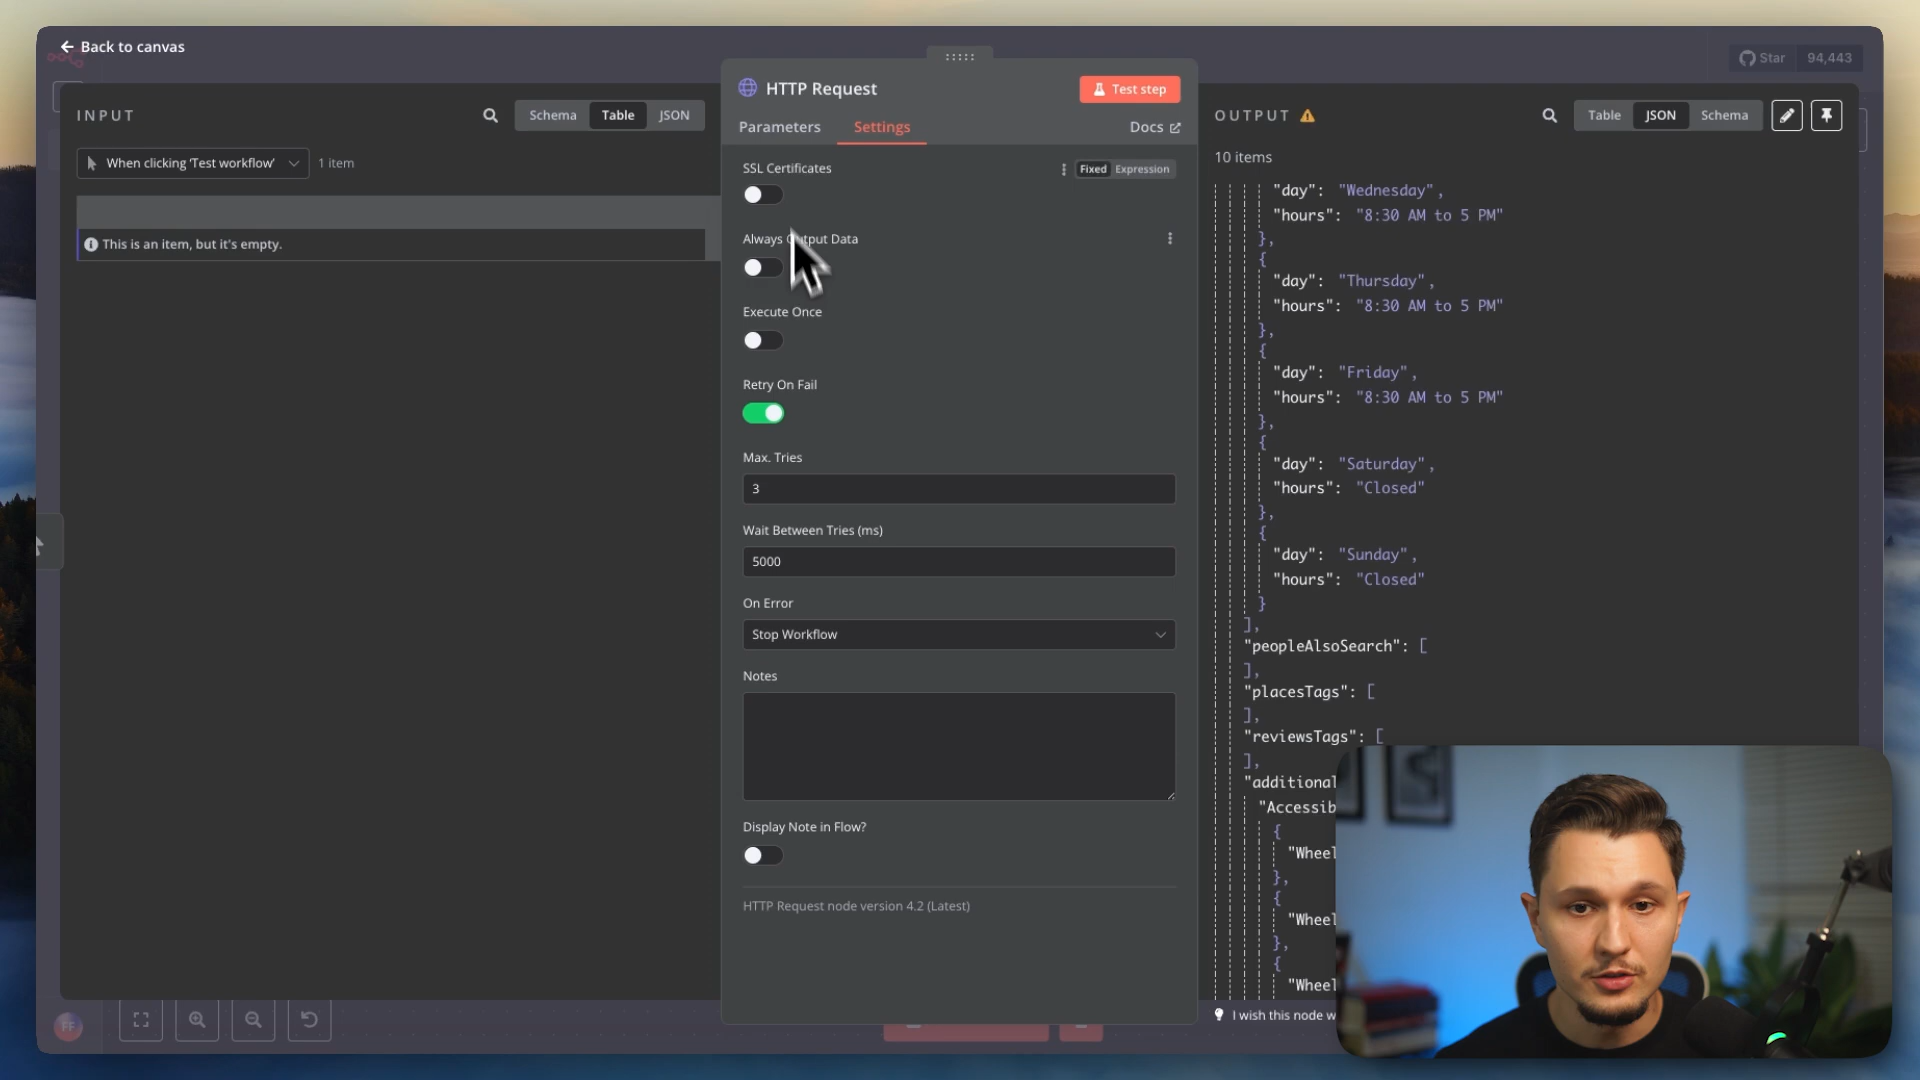 Back to canvas
Star 94,443
INPUT
Schema Table JSON
When clicking 'Test workflow' 1 item
This is an item, but it's empty.
HTTP Request
Test step
Parameters Settings Docs
SSL Certificates
Fixed Expression
Always Output Data
Execute Once
Retry On Fail
Max. Tries
3
Wait Between Tries (ms)
5000
On Error
Stop Workflow
Notes
Display Note in Flow?
HTTP Request node version 4.2 (Latest)
OUTPUT
Table JSON Schema
10 items
"day": "Wednesday",
"hours": "8:30 AM to 5 PM"
},
{
"day": "Thursday",
"hours": "8:30 AM to 5 PM"
},
{
"day": "Friday",
"hours": "8:30 AM to 5 PM"
},
{
"day": "Saturday",
"hours": "Closed"
},
{
"day": "Sunday",
"hours": "Closed"
}
],
"peopleAlsoSearch": [
],
"placesTags": [
],
"reviewsTags": [
],
"additional
"Accessib
{
"Wheel
},
{
"Wheel
},
{
"Wheel
I wish this node w
FF